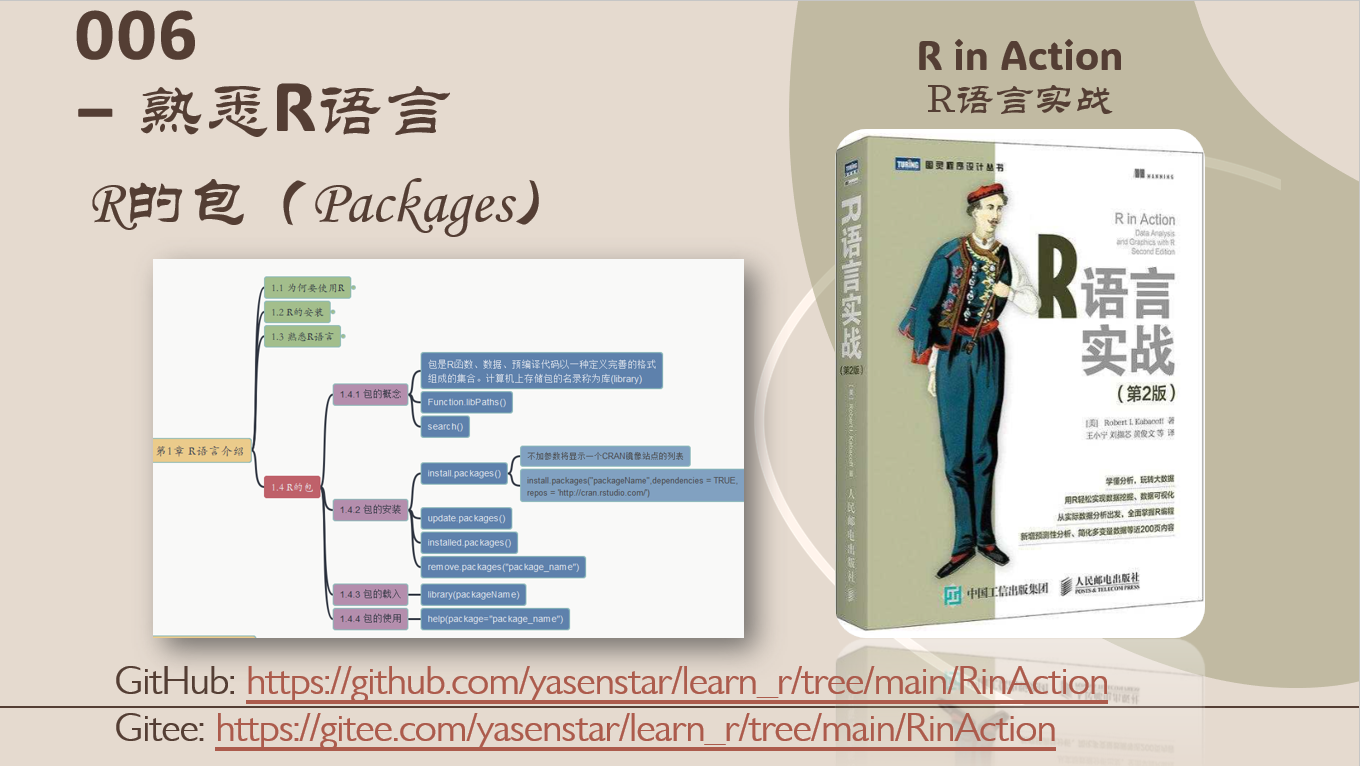 006
– 熟悉R语言
R的包（Packages）
1.1 为何要使用R
1.2 R的安装
1.3 熟悉R语言
第1章 R语言介绍
1.4 R的包
1.4.1 包的概念
包是R函数、数据、预编译代码以一种定义完善的格式
组成的集合。计算机上存储包的名录称为库(library)
Function.libPaths()
search()
1.4.2 包的安装
install.packages()
不加参数将显示一个CRAN镜像站点的列表
install.packages("packageName",dependencies = TRUE,
repos = 'http://cran.rstudio.com/')
update.packages()
installed.packages()
remove.packages("package_name")
1.4.3 包的载入
library(packageName)
1.4.4 包的使用
help(package="package_name")
R in Action
R语言实战
TURING 图灵程序设计丛书
MANNING
R in Action
Data Analysis
and Graphics with R
Second Edition
R语言
实战
（第2版）
[美] Robert I. Kabacoff 著
王小宁 刘撷芯 黄俊文 等 译
学懂分析，玩转大数据
用R轻松实现数据挖掘、数据可视化
从实际数据分析出发，全面掌握R编程
新增预测性分析、简化多变量数据等近200页内容
中国工信出版集团
人民邮电出版社
POSTS & TELECOM PRESS
R语言实战
（第2版）
[美] Robert I. Kabacoff 著
人民邮电出版社
GitHub: https://github.com/yasenstar/learn_r/tree/main/RinAction
Gitee: https://gitee.com/yasenstar/learn_r/tree/main/RinAction